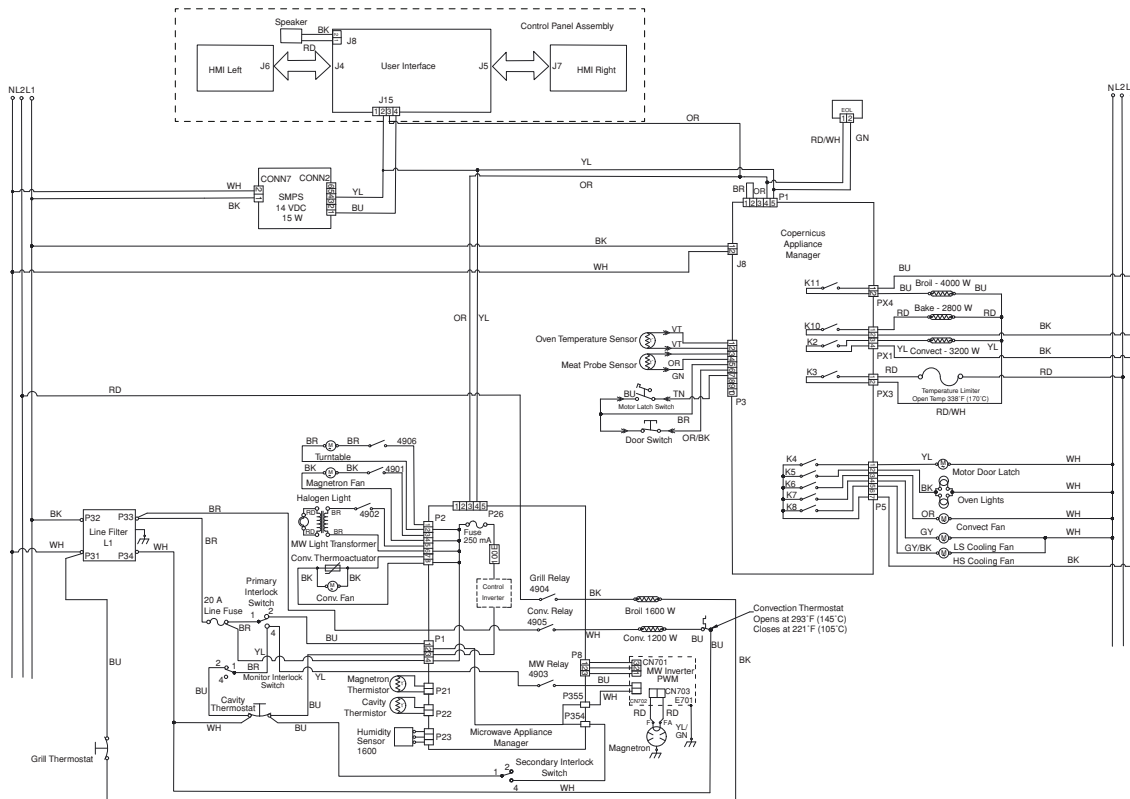 Speaker
BK
RD
J8
Control Panel Assembly
HMI Left
J6
J4
User Interface
J5
J7
HMI Right
J15
1 2 3 4
N L2 L1
N L2 L
OR
EOL
1 2
RD/WH
GN
YL
OR
BR
OR
P1
1 2 3 4 5
WH
BK
CONN7
CONN2
SMPS
14 VDC
15 W
YL
BU
BK
WH
J8
Copernicus
Appliance
Manager
BU
K11
Broil - 4000 W
BU
BU
PX4
Bake - 2800 W
RD
RD
K10
BK
K2
YL
YL
PX1
Convect - 3200 W
BK
K3
RD
RD
PX3
Temperature Limiter
Open Temp 338˚F (170˚C)
RD/WH
OR
YL
Oven Temperature Sensor
VT
VT
Meat Probe Sensor
OR
GN
BU
TN
Motor Latch Switch
BR
P3
Door Switch
OR/BK
RD
K4
K5
K6
K7
K8
P5
YL
WH
Motor Door Latch
BK
WH
Oven Lights
OR
Convect Fan
GY
WH
GY/BK
LS Cooling Fan
HS Cooling Fan
BK
BR
BR
4906
Turntable
BK
BK
4901
Magnetron Fan
Halogen Light
RD
RD
BR
BR
4902
MW Light Transformer
Conv. Thermoactuator
BK
BK
Conv. Fan
P2
1 2 3 4 5
P26
Fuse
250 mA
Control
Inverter
BK
P32
P33
Line Filter
L1
WH
P31
P34
WH
BR
BR
Primary
Interlock
Switch
20 A
Line Fuse
1
2
4
BR
YL
BU
P1
2
1
4
BR
Monitor Interlock
Switch
YL
BU
BU
Cavity
Thermostat
WH
BU
BU
Grill Thermostat
Grill Relay
4904
BK
Broil 1600 W
Conv. Relay
4905
WH
Conv. 1200 W
BU
BU
BK
Convection Thermostat
Opens at 293˚F (145˚C)
Closes at 221˚F (105˚C)
Magnetron
Thermistor
P21
Cavity
Thermistor
P22
Humidity
Sensor
1600
P23
MW Relay
4903
P8
BU
CN701
MW Inverter
PWM
CN703
CN702
E701
P355
WH
P354
RD
RD
F
FA
YL/
GN
Magnetron
Microwave Appliance
Manager
Secondary Interlock
Switch
1
2
4
WH